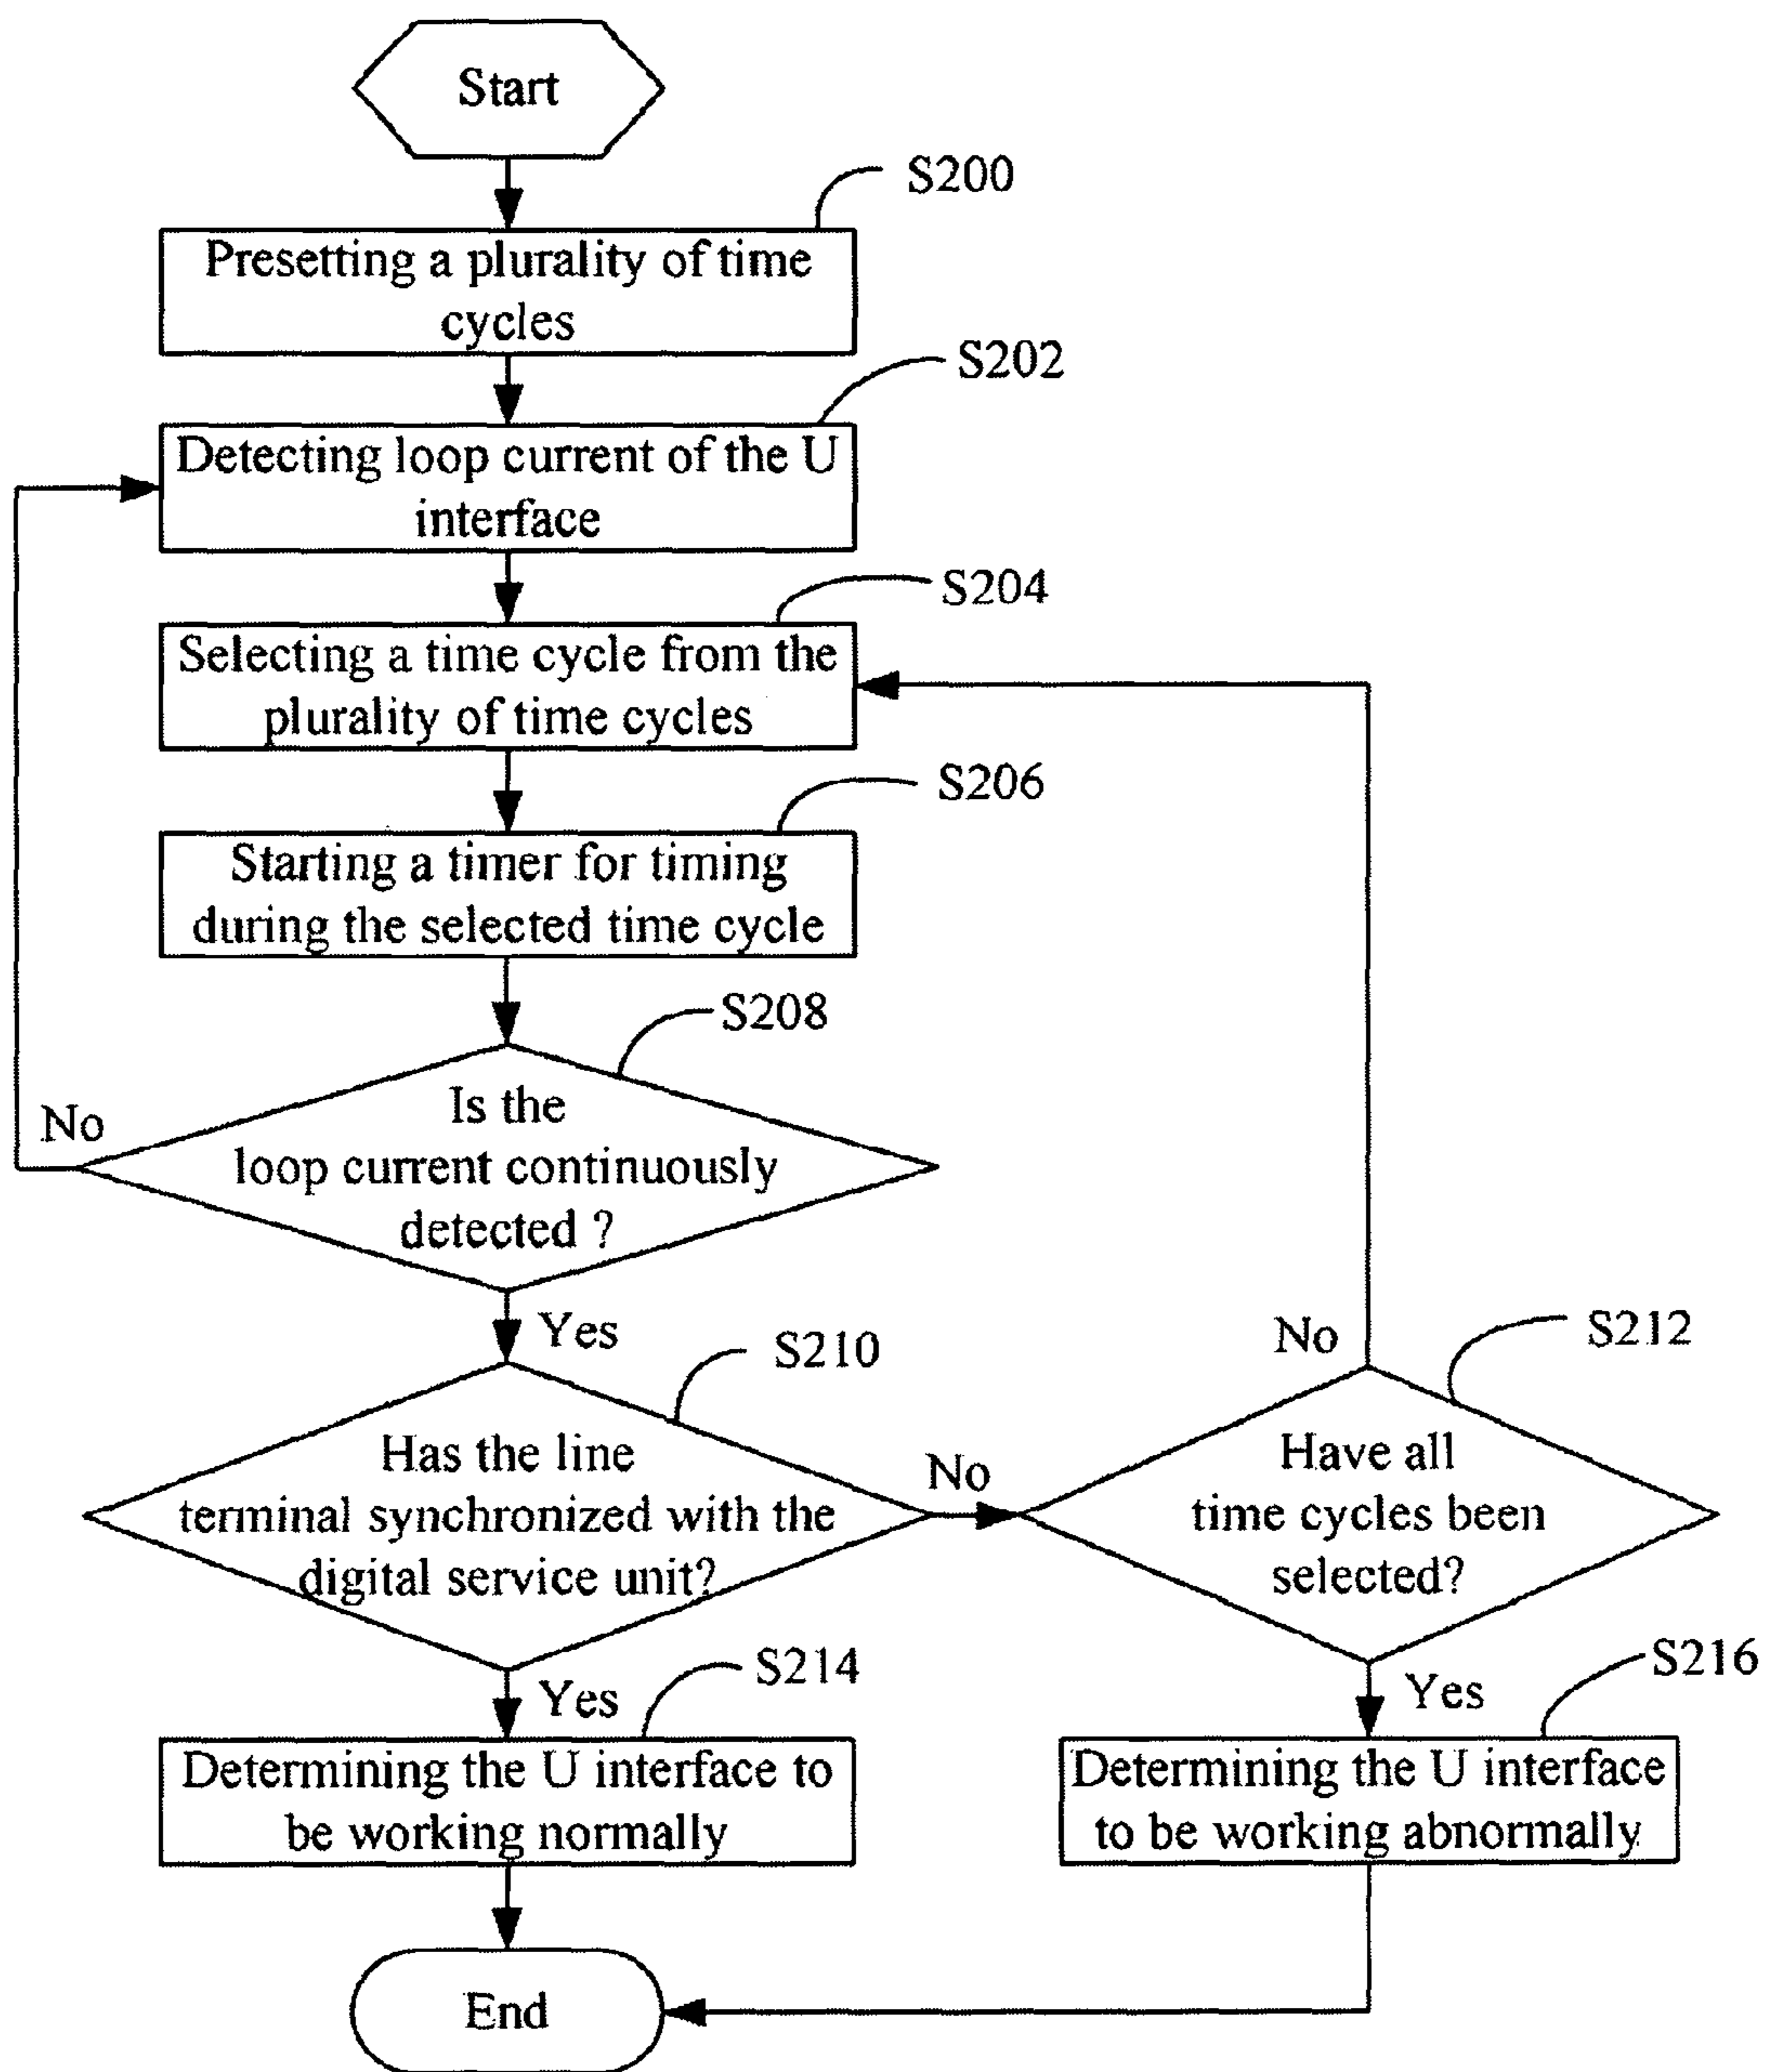 Start
S200
Presetting a plurality of time
cycles
S202
Detecting loop current of the U
interface
S204
Selecting a time cycle from the
plurality of time cycles
S206
Starting a timer for timing
during the selected time cycle
S208
Is the
loop current continuously
detected ?
No
Yes
S210
Has the line
terminal synchronized with the
digital service unit?
No
S212
No
Have all
time cycles been
selected?
Yes
S214
Determining the U interface to
be working normally
Yes
S216
Determining the U interface
to be working abnormally
End